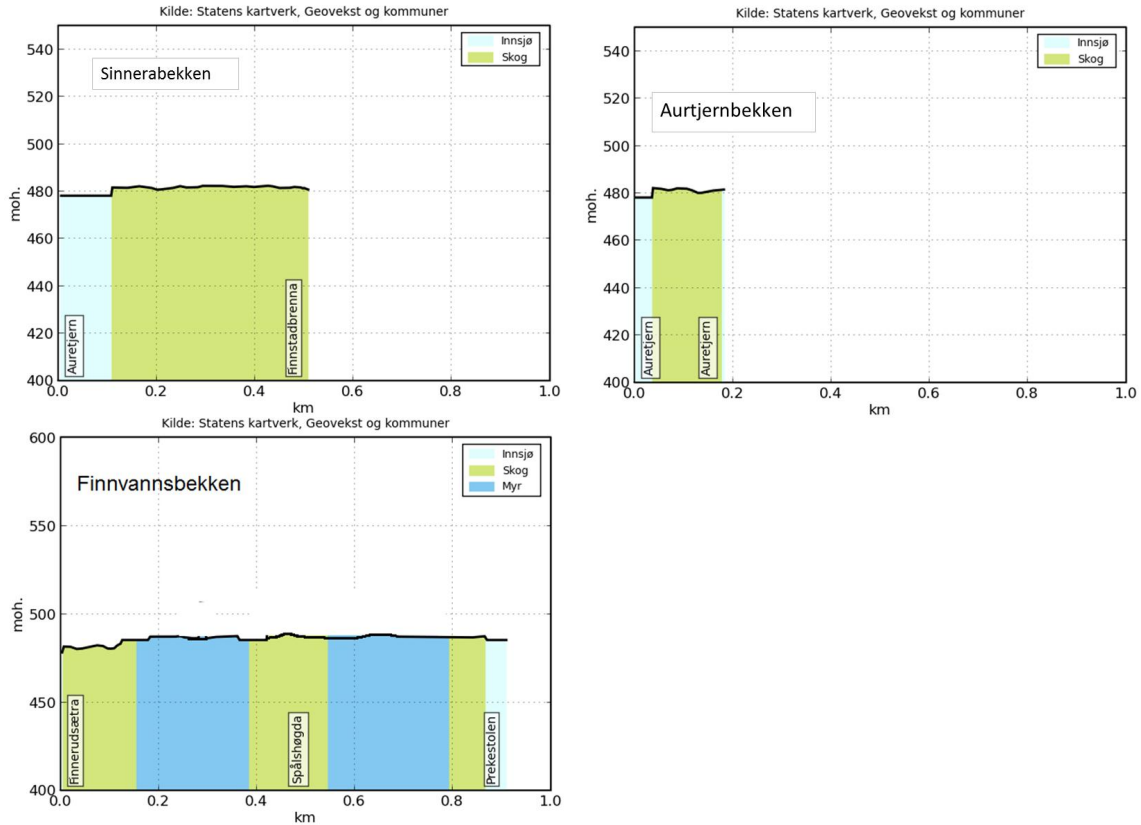 Kilde: Statens kartverk, Geovekst og kommuner
Sinnerabekken
Innsjø
Skog
moh.
540
520
500
480
460
440
420
400
Auretjern
Finnstadbrenna
0.0 0.2 0.4 0.6 0.8 1.0
km
Kilde: Statens kartverk, Geovekst og kommuner
Aurtjernbekken
Innsjø
Skog
moh.
540
520
500
480
460
440
420
400
Auretjern
Auretjern
0.0 0.2 0.4 0.6 0.8 1.0
km
Kilde: Statens kartverk, Geovekst og kommuner
Finnvannsbekken
Innsjø
Skog
Myr
moh.
600
550
500
450
400
Finnerudsætra
Spålshøgda
Prekestolen
0.0 0.2 0.4 0.6 0.8 1.0
km